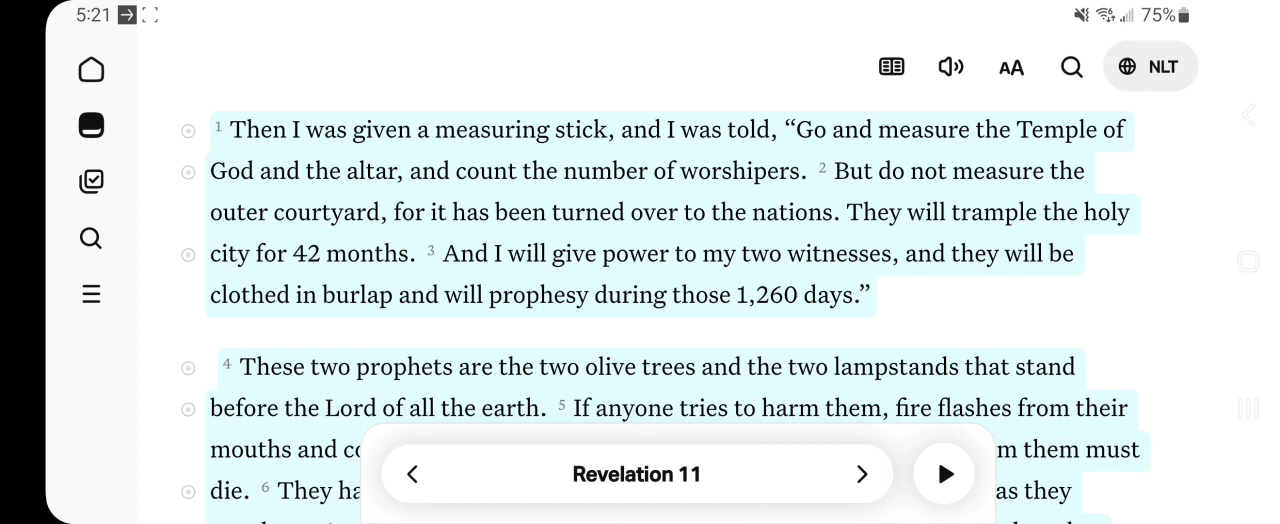 5:21
75%
NLT
1 Then I was given a measuring stick, and I was told, “Go and measure the Temple of
God and the altar, and count the number of worshipers. 2 But do not measure the
outer courtyard, for it has been turned over to the nations. They will trample the holy
city for 42 months. 3 And I will give power to my two witnesses, and they will be
clothed in burlap and will prophesy during those 1,260 days.”
4 These two prophets are the two olive trees and the two lampstands that stand
before the Lord of all the earth. 5 If anyone tries to harm them, fire flashes from their
mouths and m them must
die. 6 They as they
Revelation 11